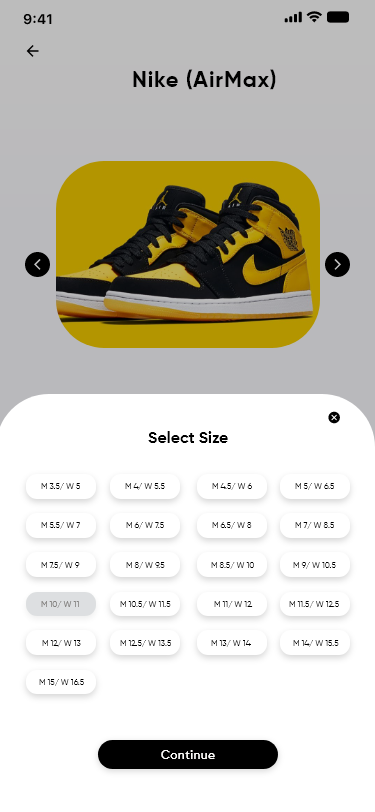 9:41
Nike (AirMax)
Select Size
M 3.5/ W 5 M 4/ W 5.5 M 4.5/ W 6 M 5/ W 6.5
M 5.5/ W 7 M 6/ W 7.5 M 6.5/ W 8 M 7/ W 8.5
M 7.5/ W 9 M 8/ W 9.5 M 8.5/ W 10 M 9/ W 10.5
M 10/ W 11 M 10.5/ W 11.5 M 11/ W 12 M 11.5/ W 12.5
M 12/ W 13 M 12.5/ W 13.5 M 13/ W 14 M 14/ W 15.5
M 15/ W 16.5
Continue